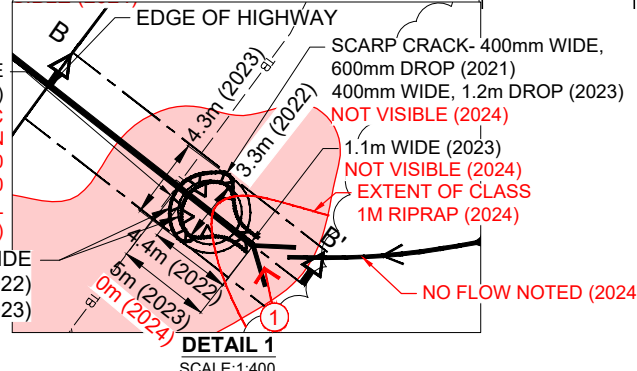 EDGE OF HIGHWAY
B
SCARP CRACK- 400mm WIDE,
600mm DROP (2021)
400mm WIDE, 1.2m DROP (2023)
NOT VISIBLE (2024)
4.3m (2023)
3.3m (2022)
1.1m WIDE (2023)
NOT VISIBLE (2024)
EXTENT OF CLASS
1M RIPRAP (2024)
B'
4.4m (2022)
5m (2023)
0m (2024)
NO FLOW NOTED (2024
1
DETAIL 1
SCALE:1:400